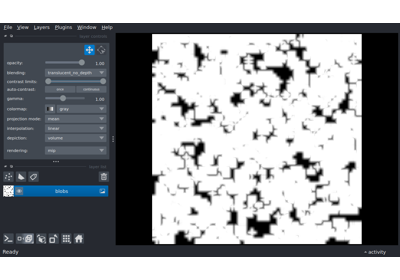 File View Layers Plugins Window Help
opacity: 1.00
blending: translucent_no_depth
contrast limits:
auto-contrast: once continuous
gamma: 1.00
colormap: gray
projection mode: mean
interpolation: linear
depiction: volume
rendering: mip
blobs
Ready
activity